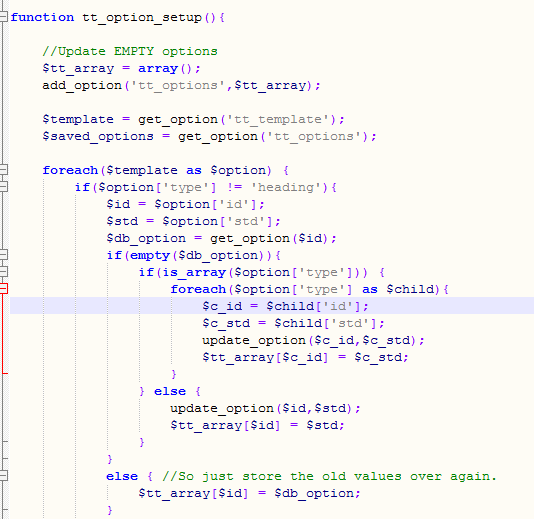 function tt_option_setup(){
//Update EMPTY options
$tt_array = array();
add_option('tt_options',$tt_array);
$template = get_option('tt_template');
$saved_options = get_option('tt_options');
foreach($template as $option) {
if($option['type'] != 'heading'){
$id = $option['id'];
$std = $option['std'];
$db_option = get_option($id);
if(empty($db_option)){
if(is_array($option['type'])) {
foreach($option['type'] as $child){
$c_id = $child['id'];
$c_std = $child['std'];
update_option($c_id,$c_std);
$tt_array[$c_id] = $c_std;
}
} else {
update_option($id,$std);
$tt_array[$id] = $std;
}
}
else { //So just store the old values over again.
$tt_array[$id] = $db_option;
}